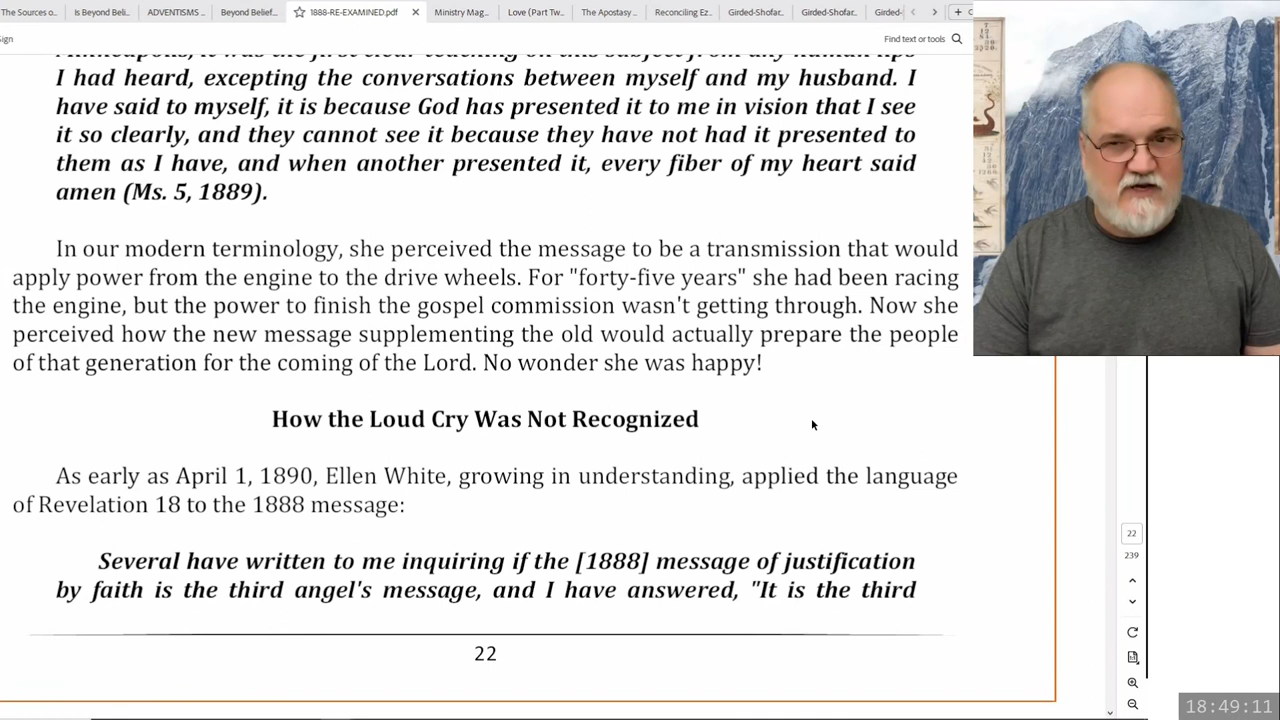 The Sources o... Is Beyond Beli... ADVENTISMS ... Beyond Belief... 1888-RE-EXAMINED.pdf Ministry Mag... Love (Part Tw... The Apostasy ... Reconciling Ez... Girded-Shofar... Girded-Shofar... Girded-
Sign
Find text or tools
I had heard, excepting the conversations between myself and my husband. I
have said to myself, it is because God has presented it to me in vision that I see
it so clearly, and they cannot see it because they have not had it presented to
them as I have, and when another presented it, every fiber of my heart said
amen (Ms. 5, 1889).
In our modern terminology, she perceived the message to be a transmission that would
apply power from the engine to the drive wheels. For "forty-five years" she had been racing
the engine, but the power to finish the gospel commission wasn't getting through. Now she
perceived how the new message supplementing the old would actually prepare the people
of that generation for the coming of the Lord. No wonder she was happy!
How the Loud Cry Was Not Recognized
As early as April 1, 1890, Ellen White, growing in understanding, applied the language
of Revelation 18 to the 1888 message:
Several have written to me inquiring if the [1888] message of justification
by faith is the third angel's message, and I have answered, "It is the third
22
22
239
18:49:11